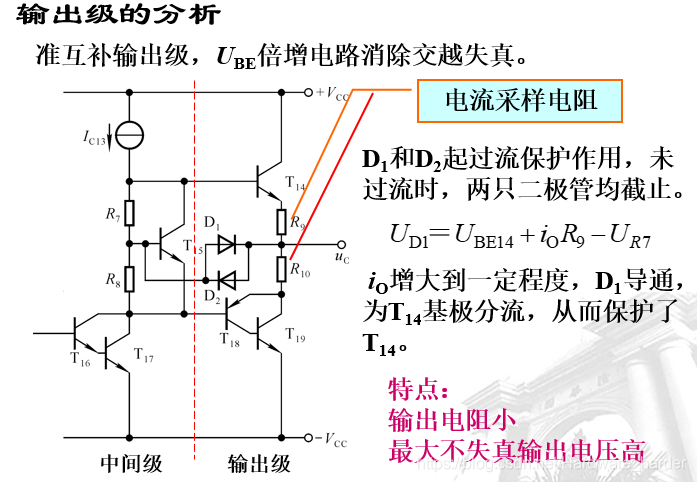 输出级的分析
准互补输出级，UBE倍增电路消除交越失真。
+VCC
电流采样电阻
IC13
T14
D1和D2起过流保护作用，未
过流时，两只二极管均截止。
R7
D1
R9
T15
UD1=UBE14+iOR9−UR7
uC
R8
D2
R10
iO增大到一定程度，D1导通，
为T14基极分流，从而保护了
T14。
T16
T17
T18
T19
特点：
输出电阻小
最大不失真输出电压高
−VCC
中间级
输出级